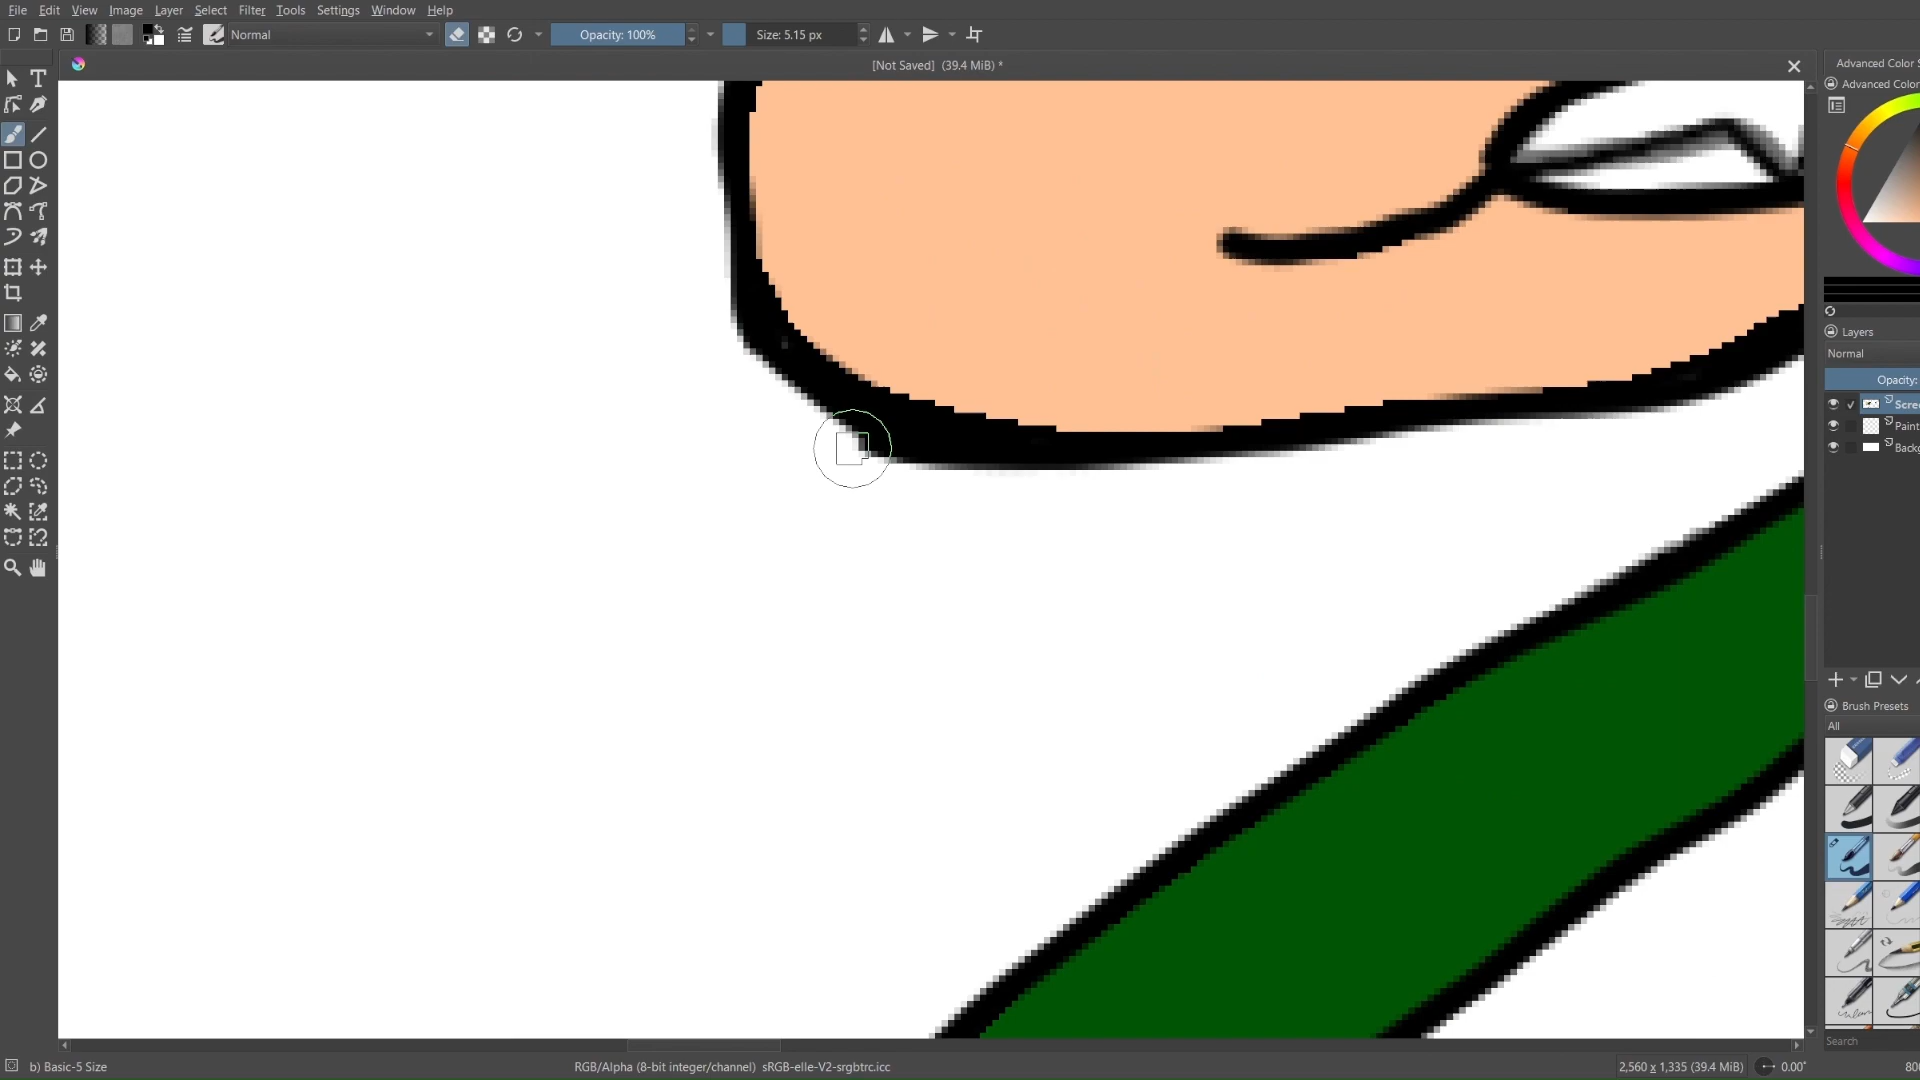 File Edit View Image Layer Select Filter Tools Settings Window Help
Normal
Opacity: 100%
Size: 5.15 px
[Not Saved] (39.4 MiB) *
Advanced Color S
Advanced Color
Layers
Normal
Opacity:
Scree
Paint
Backg
Brush Presets
All
Search
b) Basic-5 Size
RGB/Alpha (8-bit integer/channel) sRGB-elle-V2-srgbtrc.icc
2,560 x 1,335 (39.4 MiB)
0.00°
800